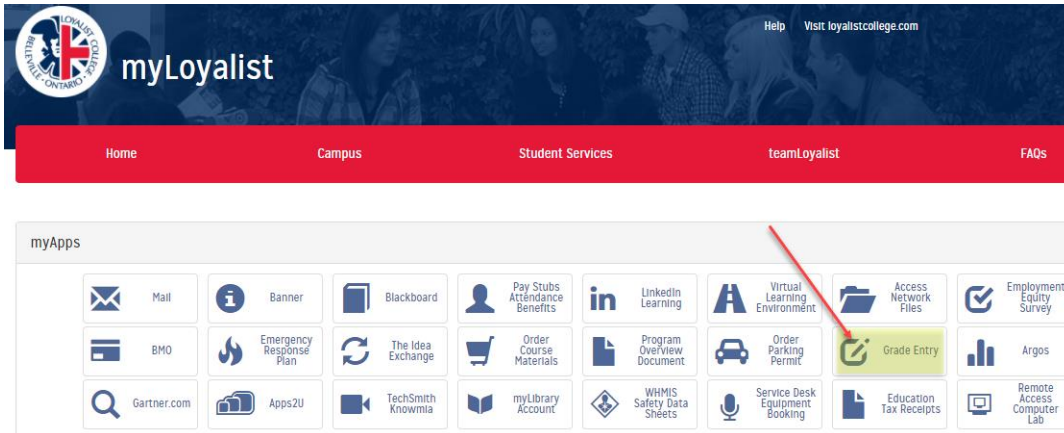 LOYALIST COLLEGE
BELLEVILLE • ONTARIO
Help Visit loyalistcollege.com
myLoyalist
Home Campus Student Services teamLoyalist FAQs
myApps
Mail
Banner
Blackboard
Pay Stubs
Attendance
Benefits
in
LinkedIn
Learning
Virtual
Learning
Environment
Access
Network
Files
Employment
Equity
Survey
BMO
Emergency
Response
Plan
The Idea
Exchange
Order
Course
Materials
Program
Overview
Document
Order
Parking
Permit
Grade Entry
Argos
Gartner.com
Apps2U
TechSmith
Knowmia
myLibrary
Account
WHMIS
Safety Data
Sheets
Service Desk
Equipment
Booking
Education
Tax Receipts
Remote
Access
Computer
Lab